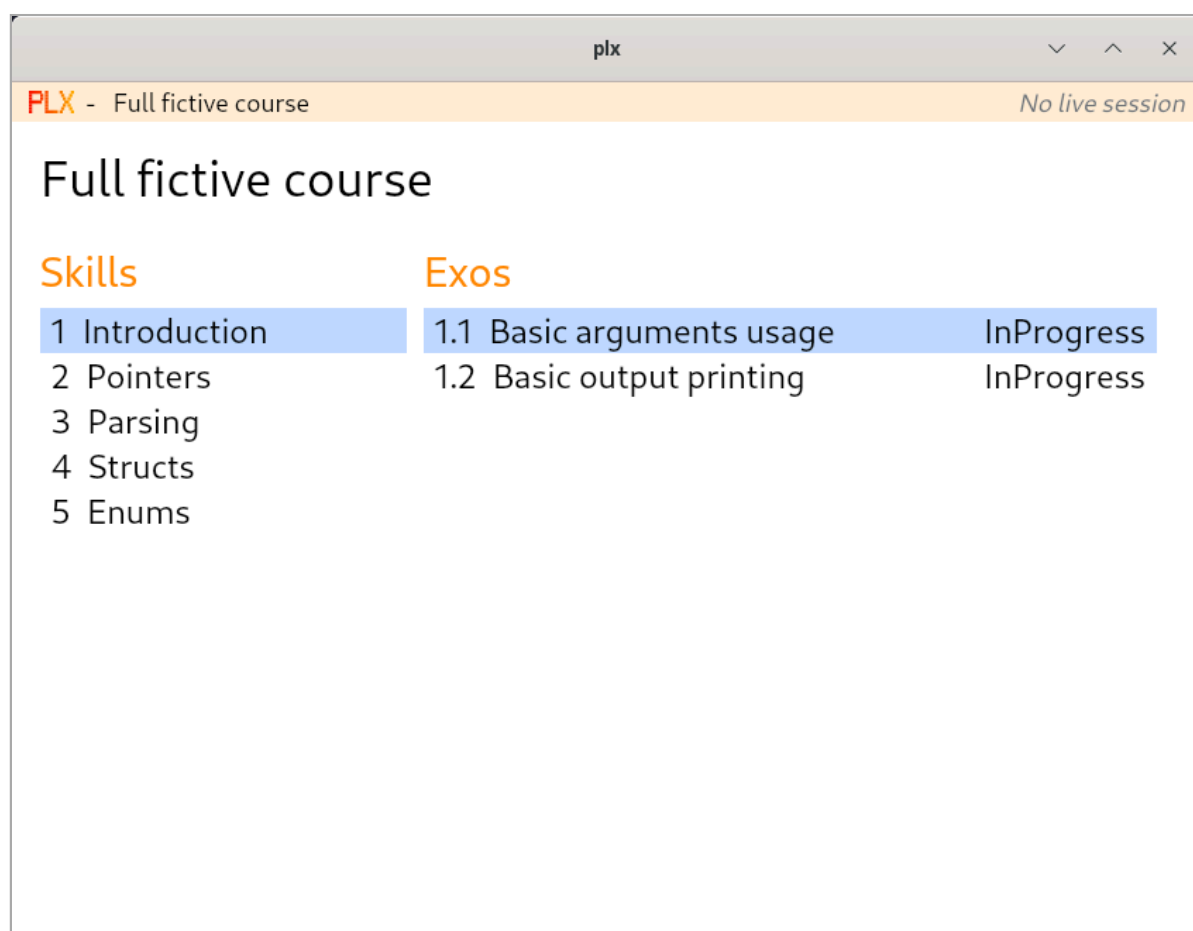 plx
PLX - Full fictive course No live session
Full fictive course
Skills Exos
1 Introduction 1.1 Basic arguments usage InProgress
2 Pointers 1.2 Basic output printing InProgress
3 Parsing
4 Structs
5 Enums